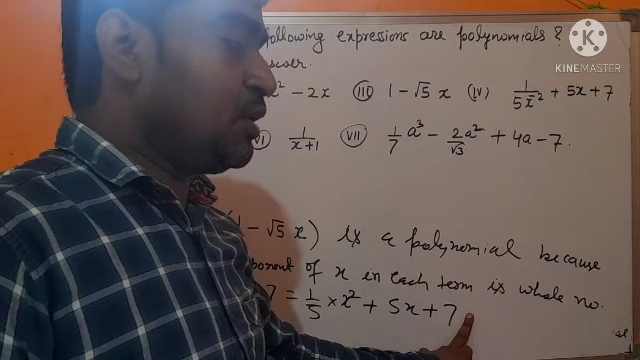 following expressions are polynomials?
KINEMASTER
² - 2x (III) 1 - √5 x (IV) 1/5x⁻² + 5x + 7
(VI) 1/x+1 (VII) 1/7 a³ - 2a²/√3 + 4a - 7.
1 - √5 x) is a polynomial because
of x in each term is whole no.
7 = 1/5 × x² + 5x + 7